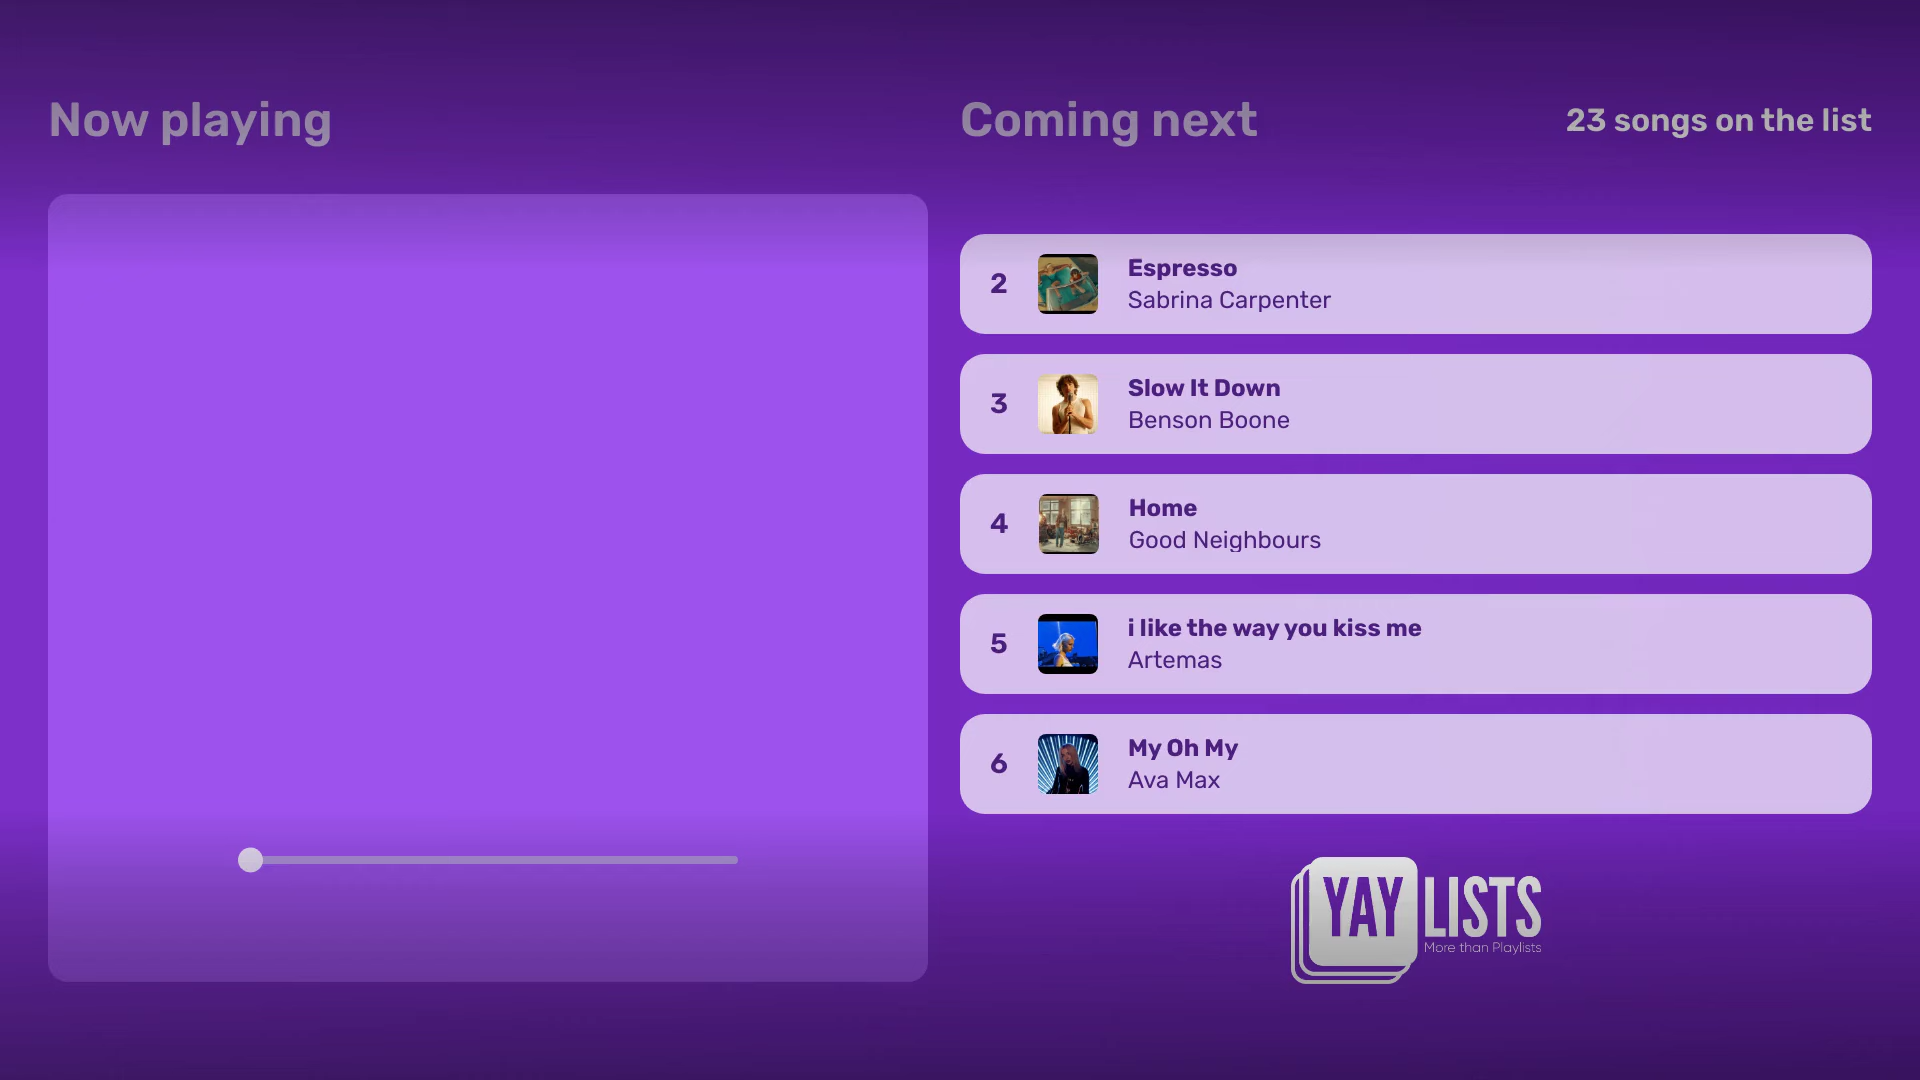 Now playing
Coming next
23 songs on the list
2
Espresso
Sabrina Carpenter
3
Slow It Down
Benson Boone
4
Home
Good Neighbours
5
i like the way you kiss me
Artemas
6
My Oh My
Ava Max
YAY LISTS
More than Playlists